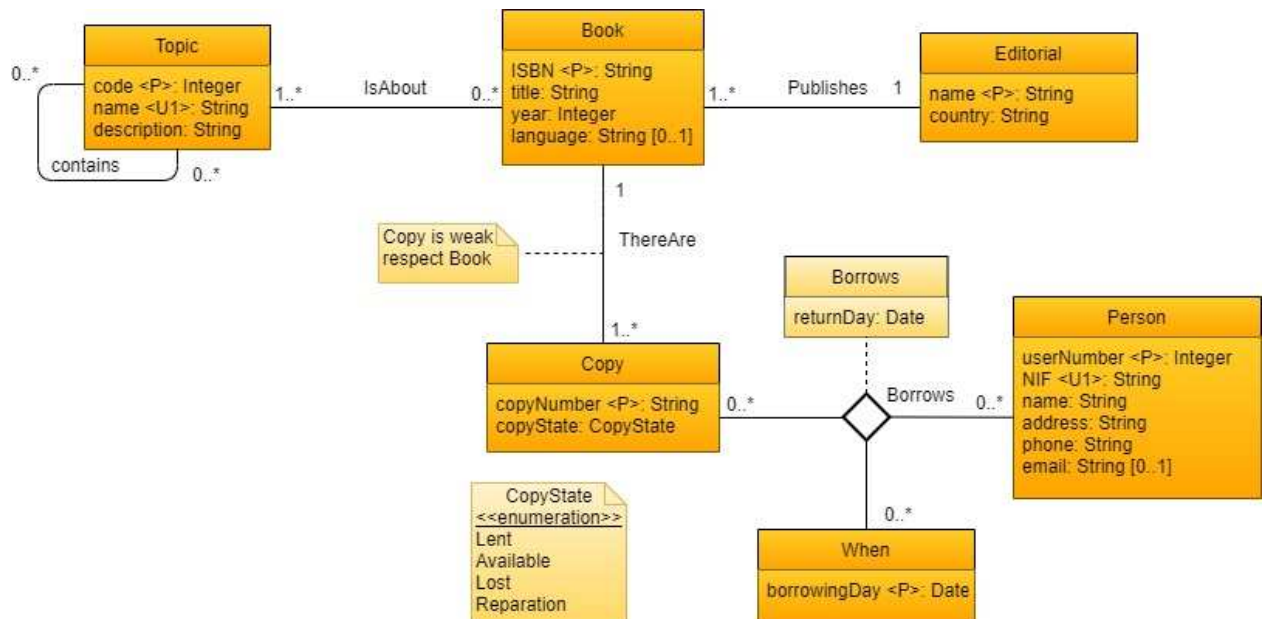 Topic
code <P>: Integer
name <U1>: String
description: String
0..*
contains
0..*
1..*
IsAbout
0..*
Book
ISBN <P>: String
title: String
year: Integer
language: String [0..1]
1..*
Publishes
1
Editorial
name <P>: String
country: String
1
Copy is weak
respect Book
ThereAre
1..*
Copy
copyNumber <P>: String
copyState: CopyState
0..*
Borrows
returnDay: Date
Borrows
0..*
Person
userNumber <P>: Integer
NIF <U1>: String
name: String
address: String
phone: String
email: String [0..1]
0..*
When
borrowingDay <P>: Date
CopyState
<<enumeration>>
Lent
Available
Lost
Reparation